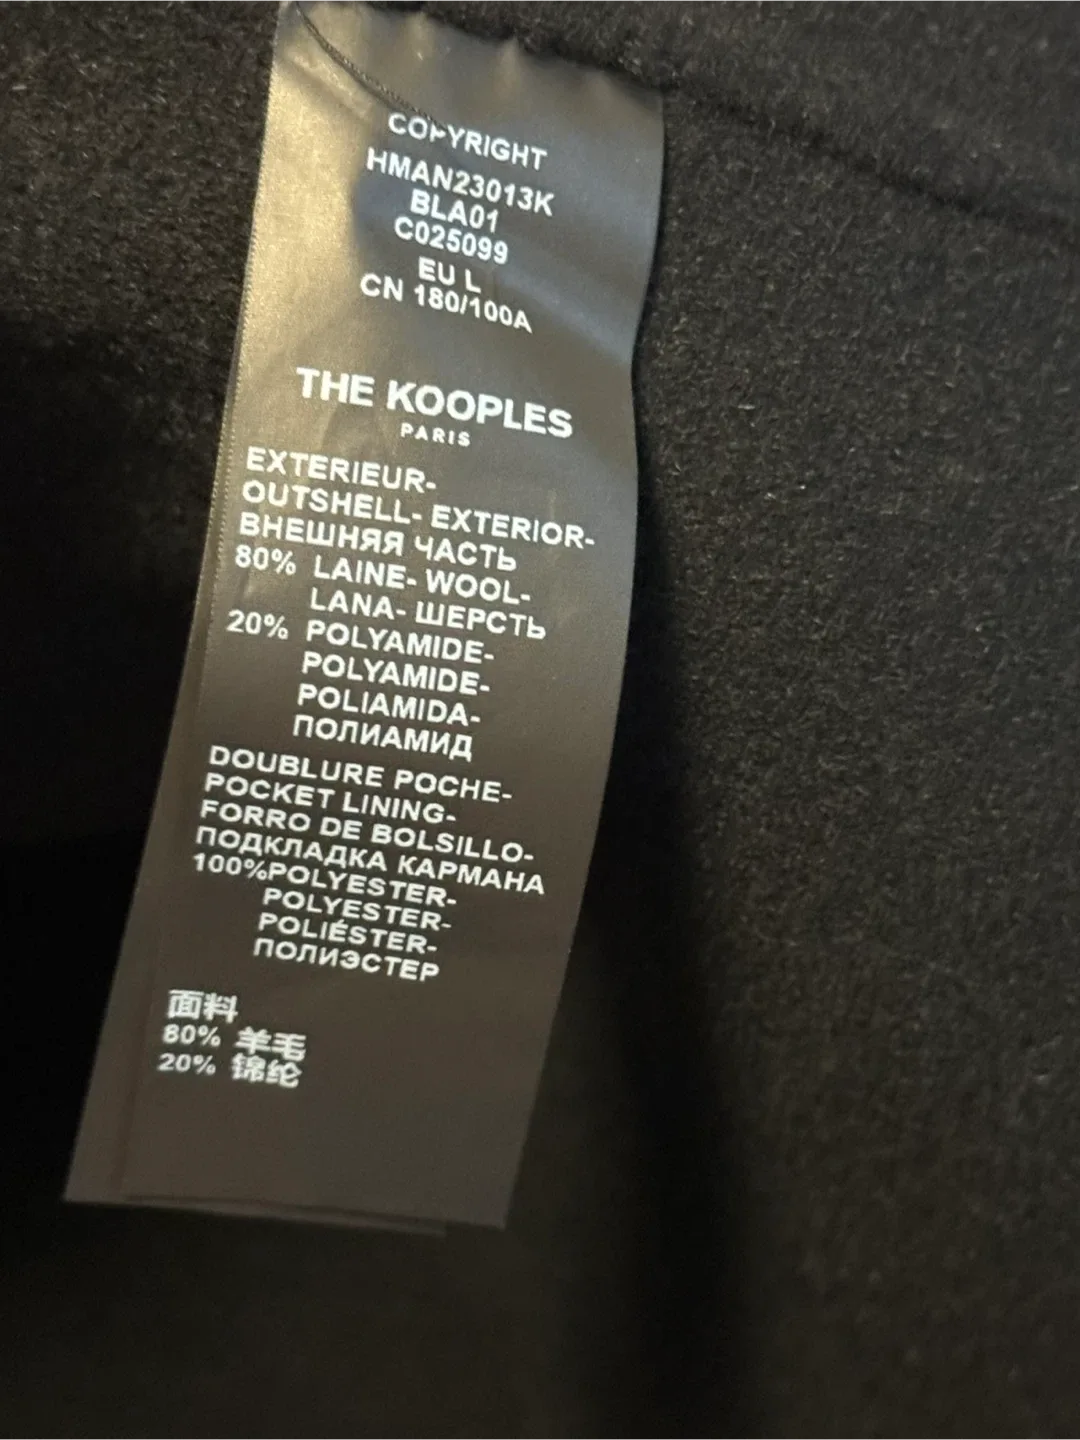 COPYRIGHT
HMAN23013K
BLA01
C025099
EU L
CN 180/100A
THE KOOPLES
PARIS
EXTERIEUR-
OUTSHELL- EXTERIOR-
ВНЕШНЯЯ ЧАСТЬ
80% LAINE- WOOL-
LANA- ШЕРСТЬ
20% POLYAMIDE-
POLYAMIDE-
POLIAMIDA-
ПОЛИАМИД
DOUBLURE POCHE-
POCKET LINING-
FORRO DE BOLSILLO-
ПОДКЛАДКА КАРМАНА
100%POLYESTER-
POLYESTER-
POLIÉSTER-
ПОЛИЭСТЕР
面料
80% 羊毛
20% 锦纶